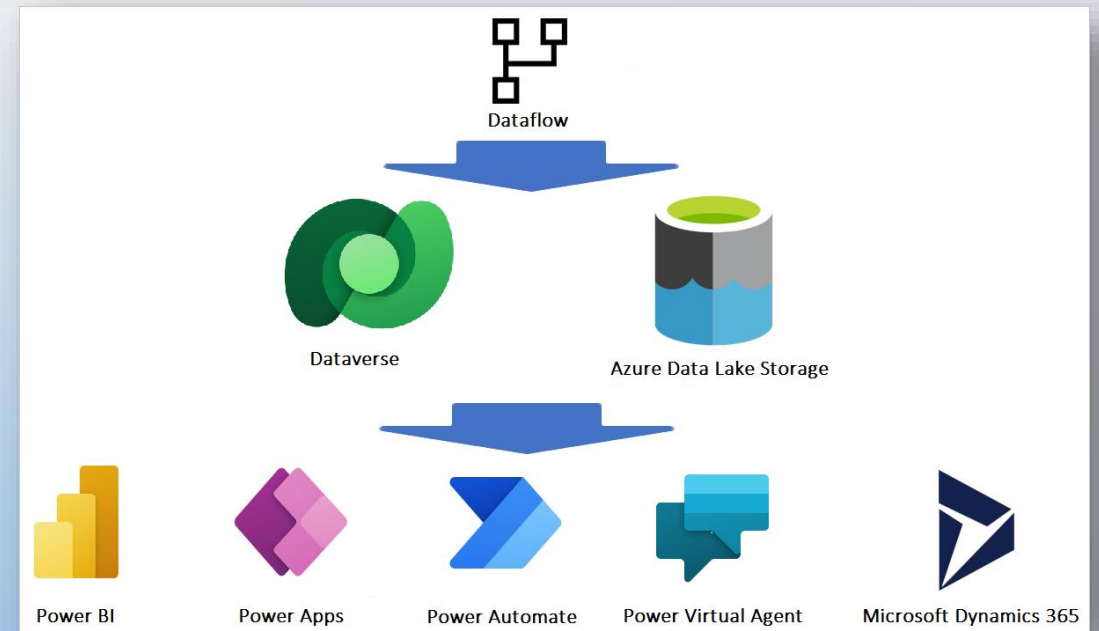 Dataflow
Dataverse
Azure Data Lake Storage
Power BI
Power Apps
Power Automate
Power Virtual Agent
Microsoft Dynamics 365